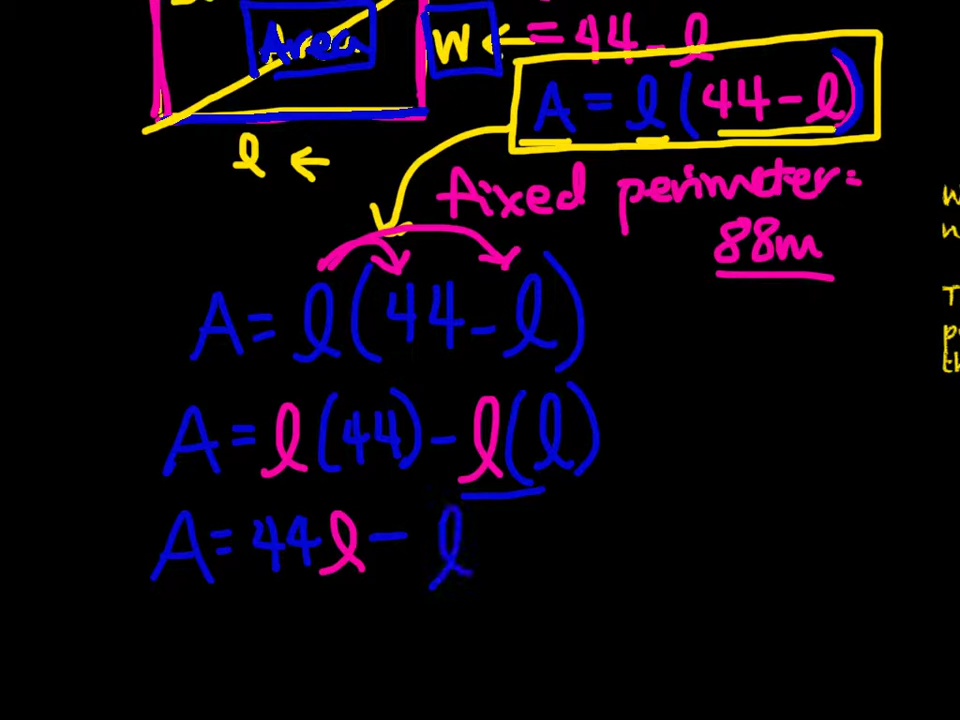 Area
W ← = 44 - l
A = l(44 - l)
l ←
fixed perimeter =
88m
A = l(44 - l)
A = l(44) - l(l)
A = 44l - l